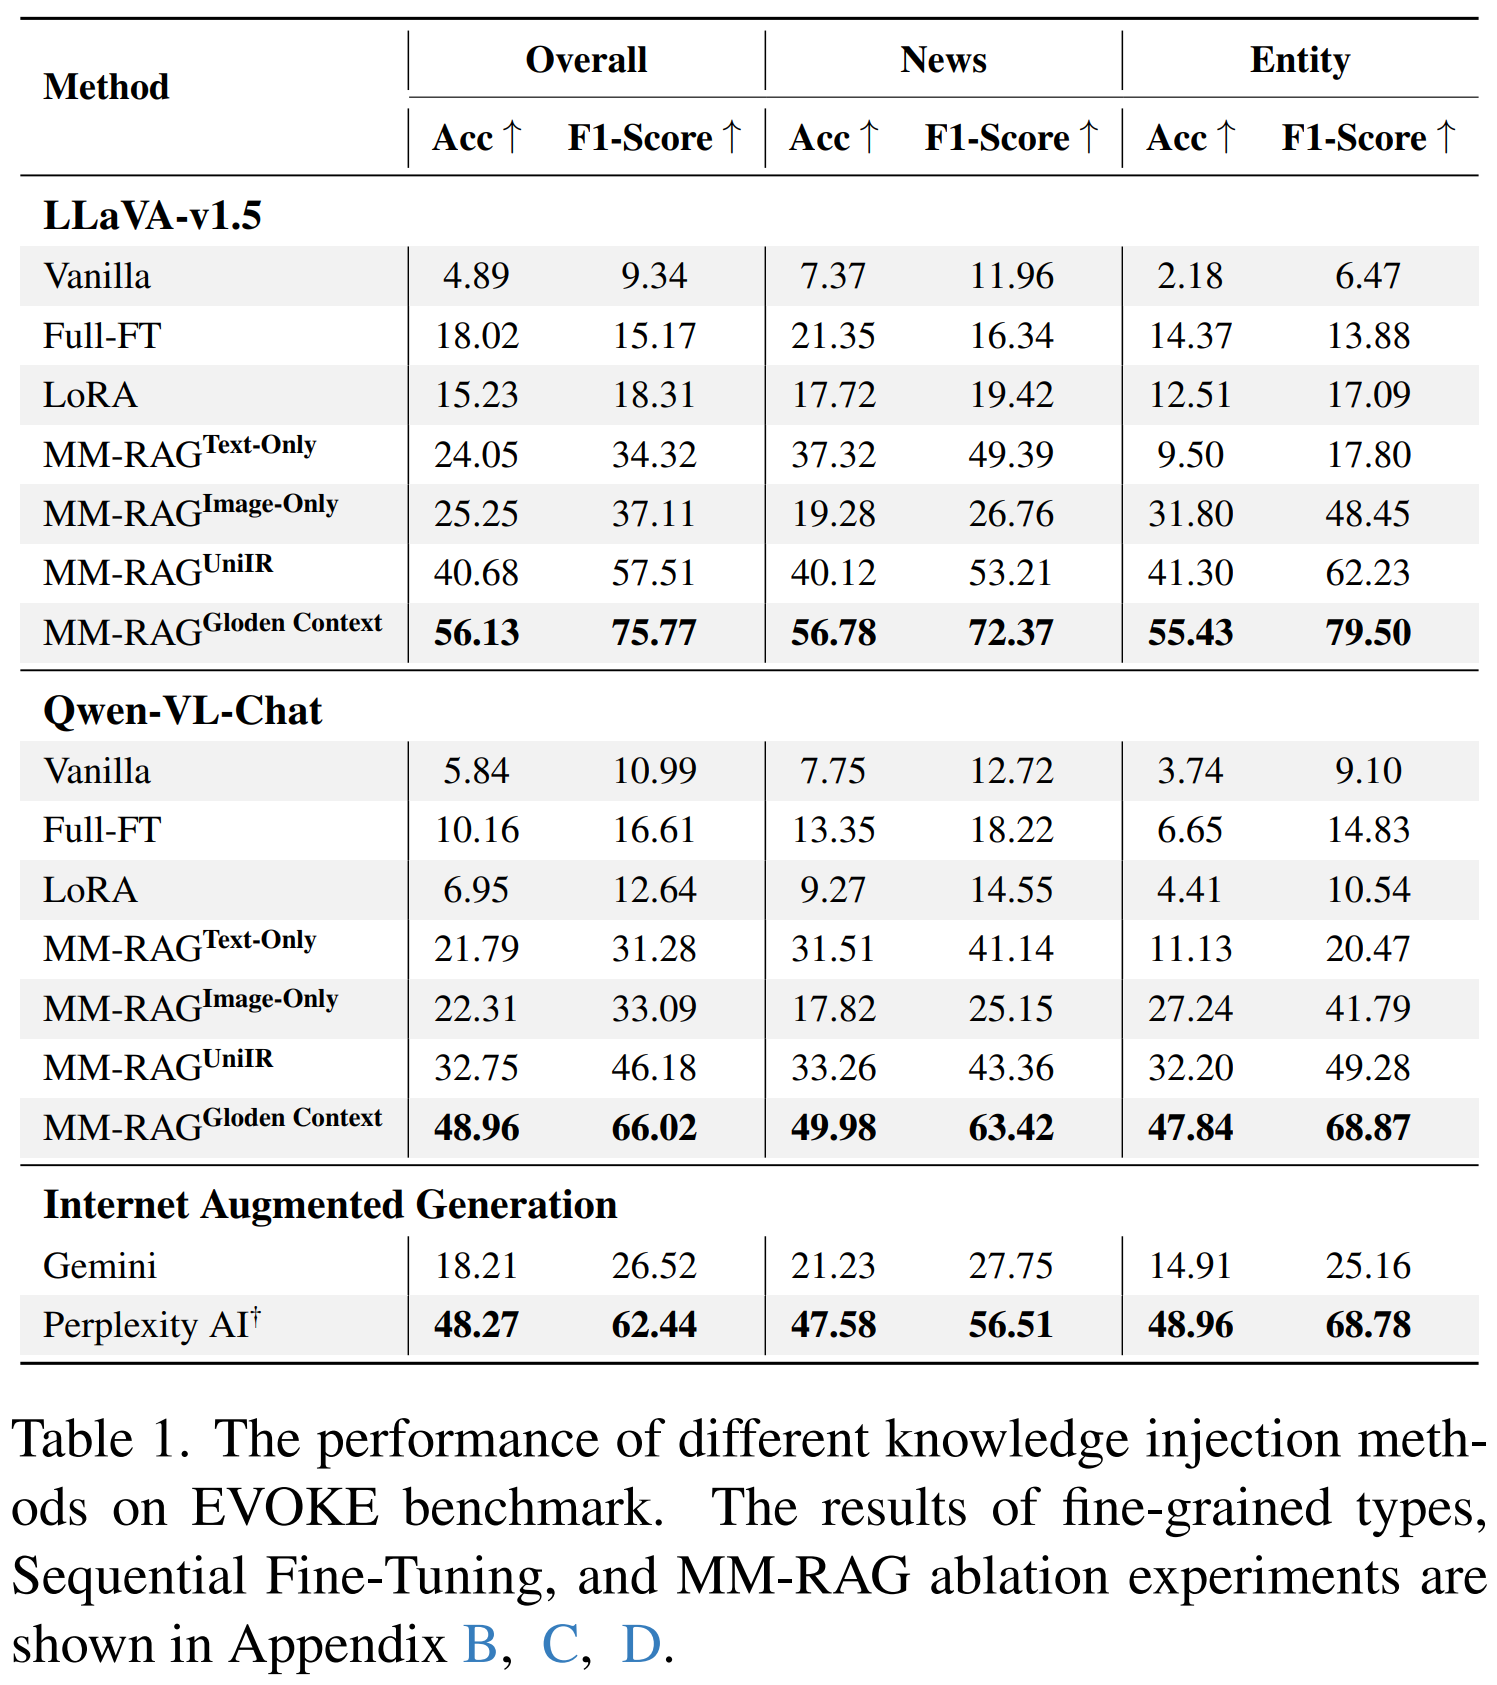 Method Overall News Entity
Acc ↑ F1-Score ↑ Acc ↑ F1-Score ↑ Acc ↑ F1-Score ↑
LLaVA-v1.5
Vanilla 4.89 9.34 7.37 11.96 2.18 6.47
Full-FT 18.02 15.17 21.35 16.34 14.37 13.88
LoRA 15.23 18.31 17.72 19.42 12.51 17.09
MM-RAG^Text-Only 24.05 34.32 37.32 49.39 9.50 17.80
MM-RAG^Image-Only 25.25 37.11 19.28 26.76 31.80 48.45
MM-RAG^UniIR 40.68 57.51 40.12 53.21 41.30 62.23
MM-RAG^Gloden Context 56.13 75.77 56.78 72.37 55.43 79.50
Qwen-VL-Chat
Vanilla 5.84 10.99 7.75 12.72 3.74 9.10
Full-FT 10.16 16.61 13.35 18.22 6.65 14.83
LoRA 6.95 12.64 9.27 14.55 4.41 10.54
MM-RAG^Text-Only 21.79 31.28 31.51 41.14 11.13 20.47
MM-RAG^Image-Only 22.31 33.09 17.82 25.15 27.24 41.79
MM-RAG^UniIR 32.75 46.18 33.26 43.36 32.20 49.28
MM-RAG^Gloden Context 48.96 66.02 49.98 63.42 47.84 68.87
Internet Augmented Generation
Gemini 18.21 26.52 21.23 27.75 14.91 25.16
Perplexity AI† 48.27 62.44 47.58 56.51 48.96 68.78
Table 1. The performance of different knowledge injection meth-
ods on EVOKE benchmark. The results of fine-grained types,
Sequential Fine-Tuning, and MM-RAG ablation experiments are
shown in Appendix B, C, D.